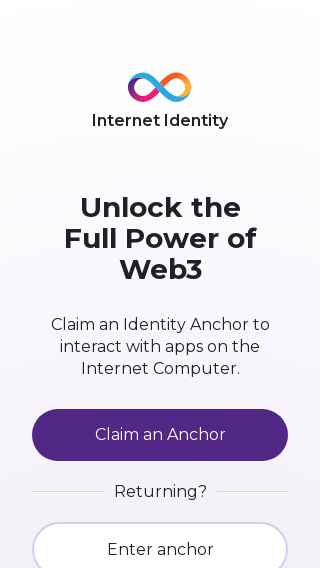 Internet Identity
Unlock the
Full Power of
Web3
Claim an Identity Anchor to
interact with apps on the
Internet Computer.
Claim an Anchor
Returning?
Enter anchor